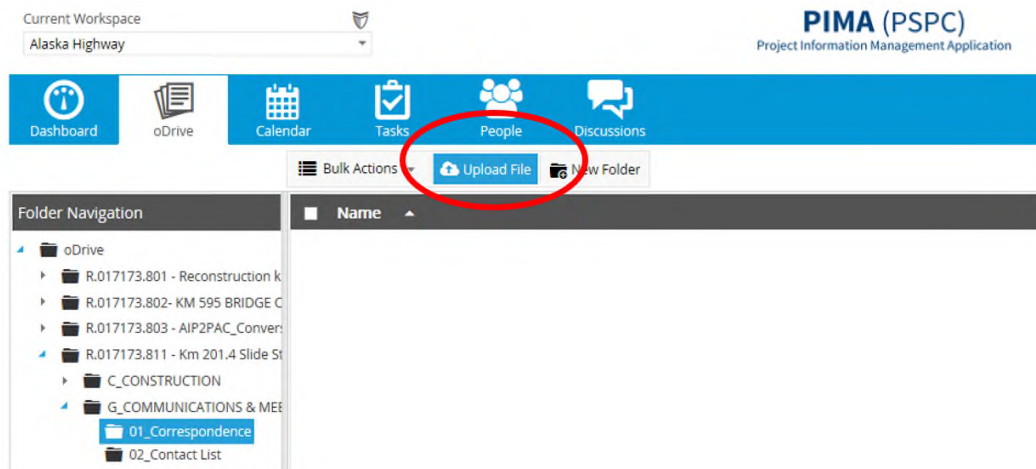 Current Workspace
Alaska Highway
PIMA (PSPC)
Project Information Management Application
Dashboard
oDrive
Calendar
Tasks
People
Discussions
Bulk Actions
Upload File
New Folder
Folder Navigation
Name
oDrive
R.017173.801 - Reconstruction k
R.017173.802- KM 595 BRIDGE C
R.017173.803 - AIP2PAC_Convers
R.017173.811 - Km 201.4 Slide St
C_CONSTRUCTION
G_COMMUNICATIONS & MEE
01_Correspondence
02_Contact List